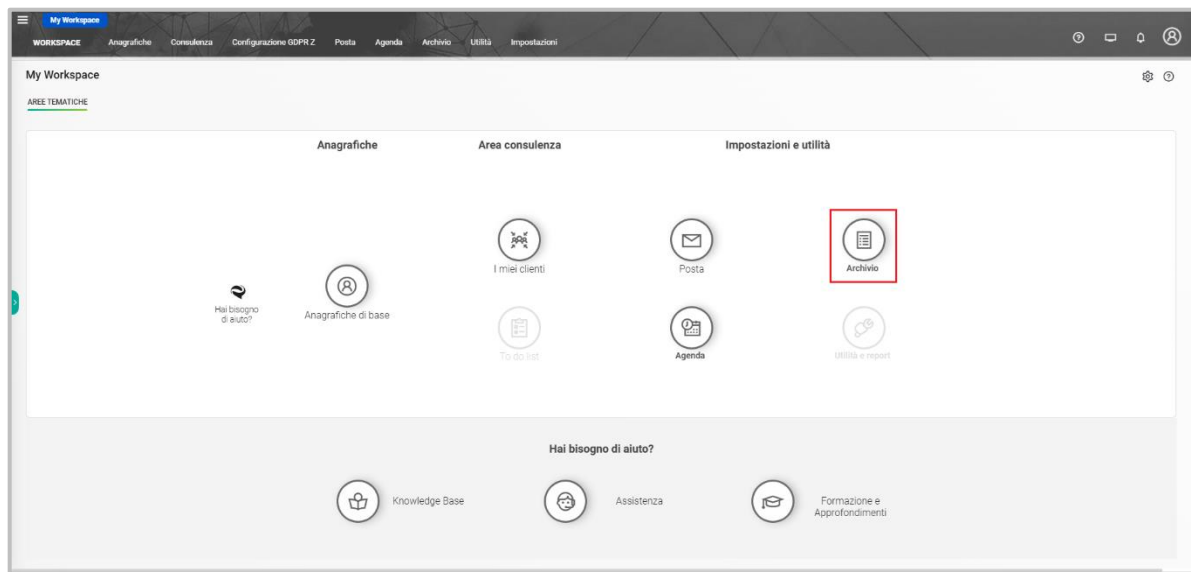 My Workspace
WORKSPACE Anagrafiche Consulenza Configurazione GDPR Z Posta Agenda Archivio Utilità Impostazioni
My Workspace
AREE TEMATICHE
Anagrafiche Area consulenza Impostazioni e utilità
I miei clienti Posta Archivio
Hai bisogno
di aiuto?
Anagrafiche di base
To do list Agenda Utilità e report
Hai bisogno di aiuto?
Knowledge Base Assistenza Formazione e
Approfondimenti